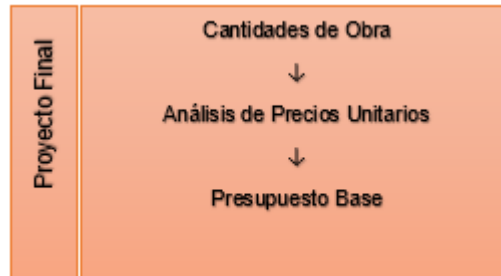 Proyecto Final
Cantidades de Obra
↓
Análisis de Precios Unitarios
↓
Presupuesto Base